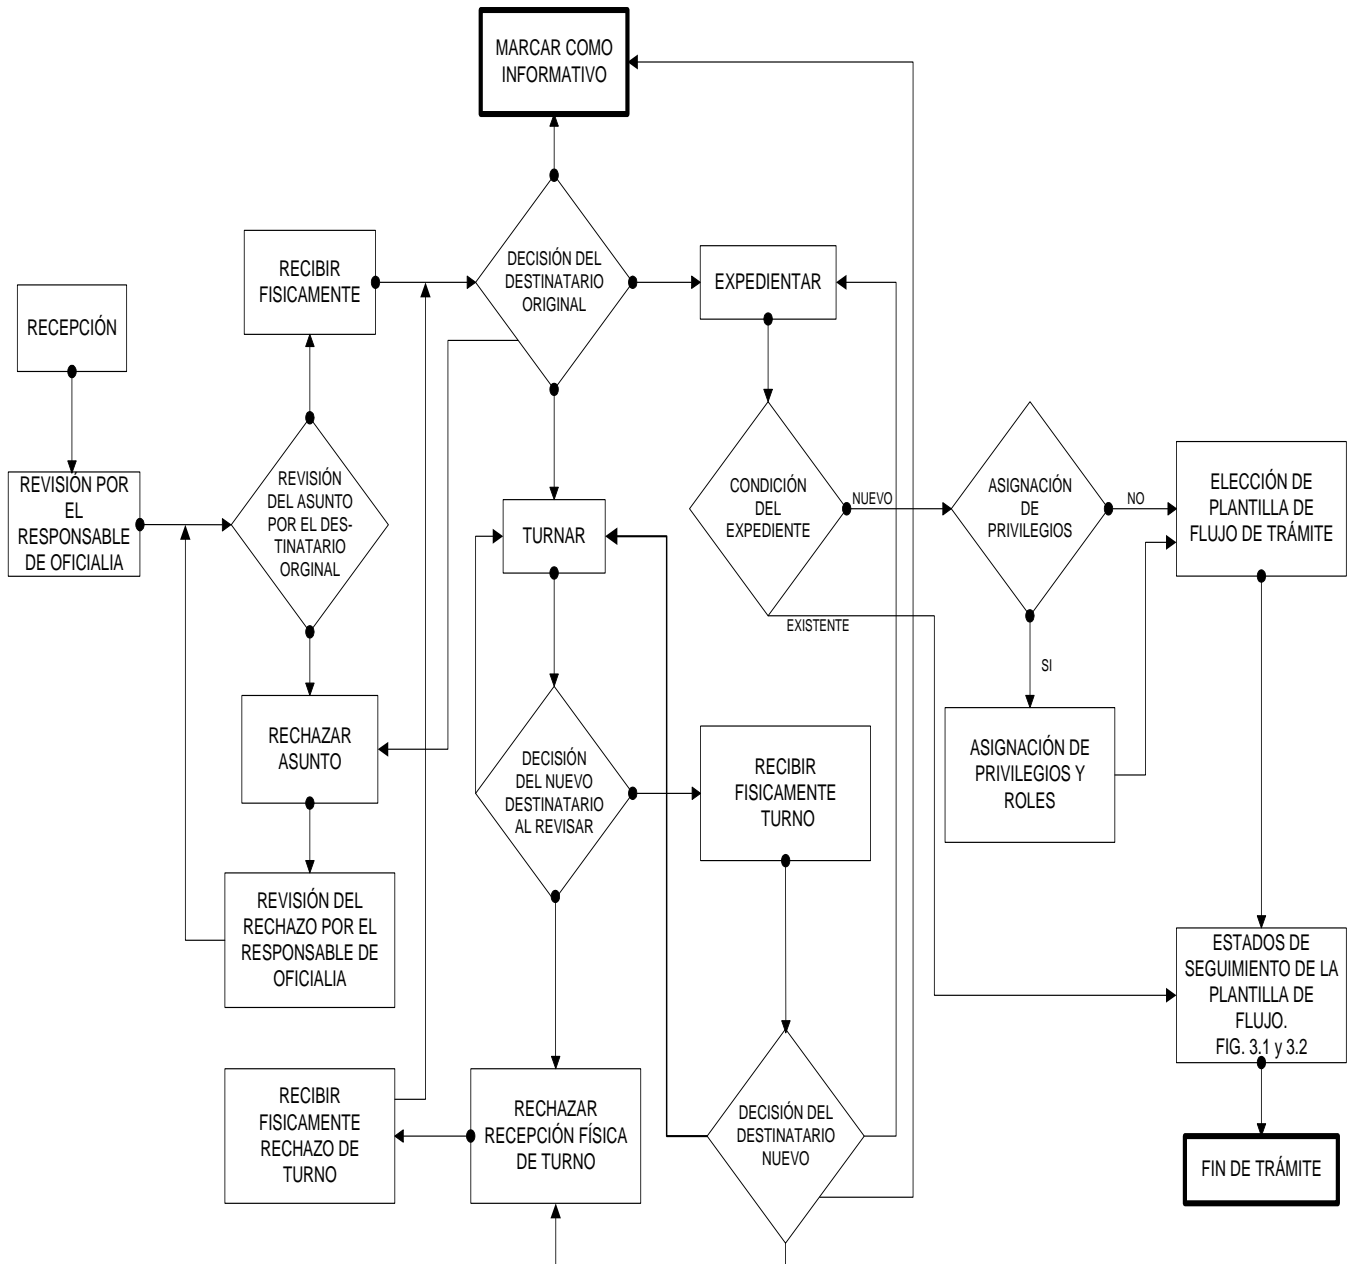 MARCAR COMO
INFORMATIVO
DECISIÓN DEL
DESTINATARIO
ORIGINAL
RECIBIR
FISICAMENTE
EXPEDIENTAR
RECEPCIÓN
REVISIÓN POR
EL
RESPONSABLE
DE OFICIALIA
REVISIÓN
DEL ASUNTO
POR EL DES-
TINATARIO
ORGINAL
TURNAR
CONDICIÓN
DEL
EXPEDIENTE
NUEVO
EXISTENTE
ASIGNACIÓN
DE
PRIVILEGIOS
NO
SI
ELECCIÓN DE
PLANTILLA DE
FLUJO DE TRÁMITE
RECHAZAR
ASUNTO
DECISIÓN
DEL NUEVO
DESTINATARIO
AL REVISAR
RECIBIR
FISICAMENTE
TURNO
ASIGNACIÓN DE
PRIVILEGIOS Y
ROLES
REVISIÓN DEL
RECHAZO POR EL
RESPONSABLE DE
OFICIALIA
ESTADOS DE
SEGUIMIENTO DE LA
PLANTILLA DE
FLUJO.
FIG. 3.1 y 3.2
RECIBIR
FISICAMENTE
RECHAZO DE
TURNO
RECHAZAR
RECEPCIÓN FÍSICA
DE TURNO
DECISIÓN DEL
DESTINATARIO
NUEVO
FIN DE TRÁMITE